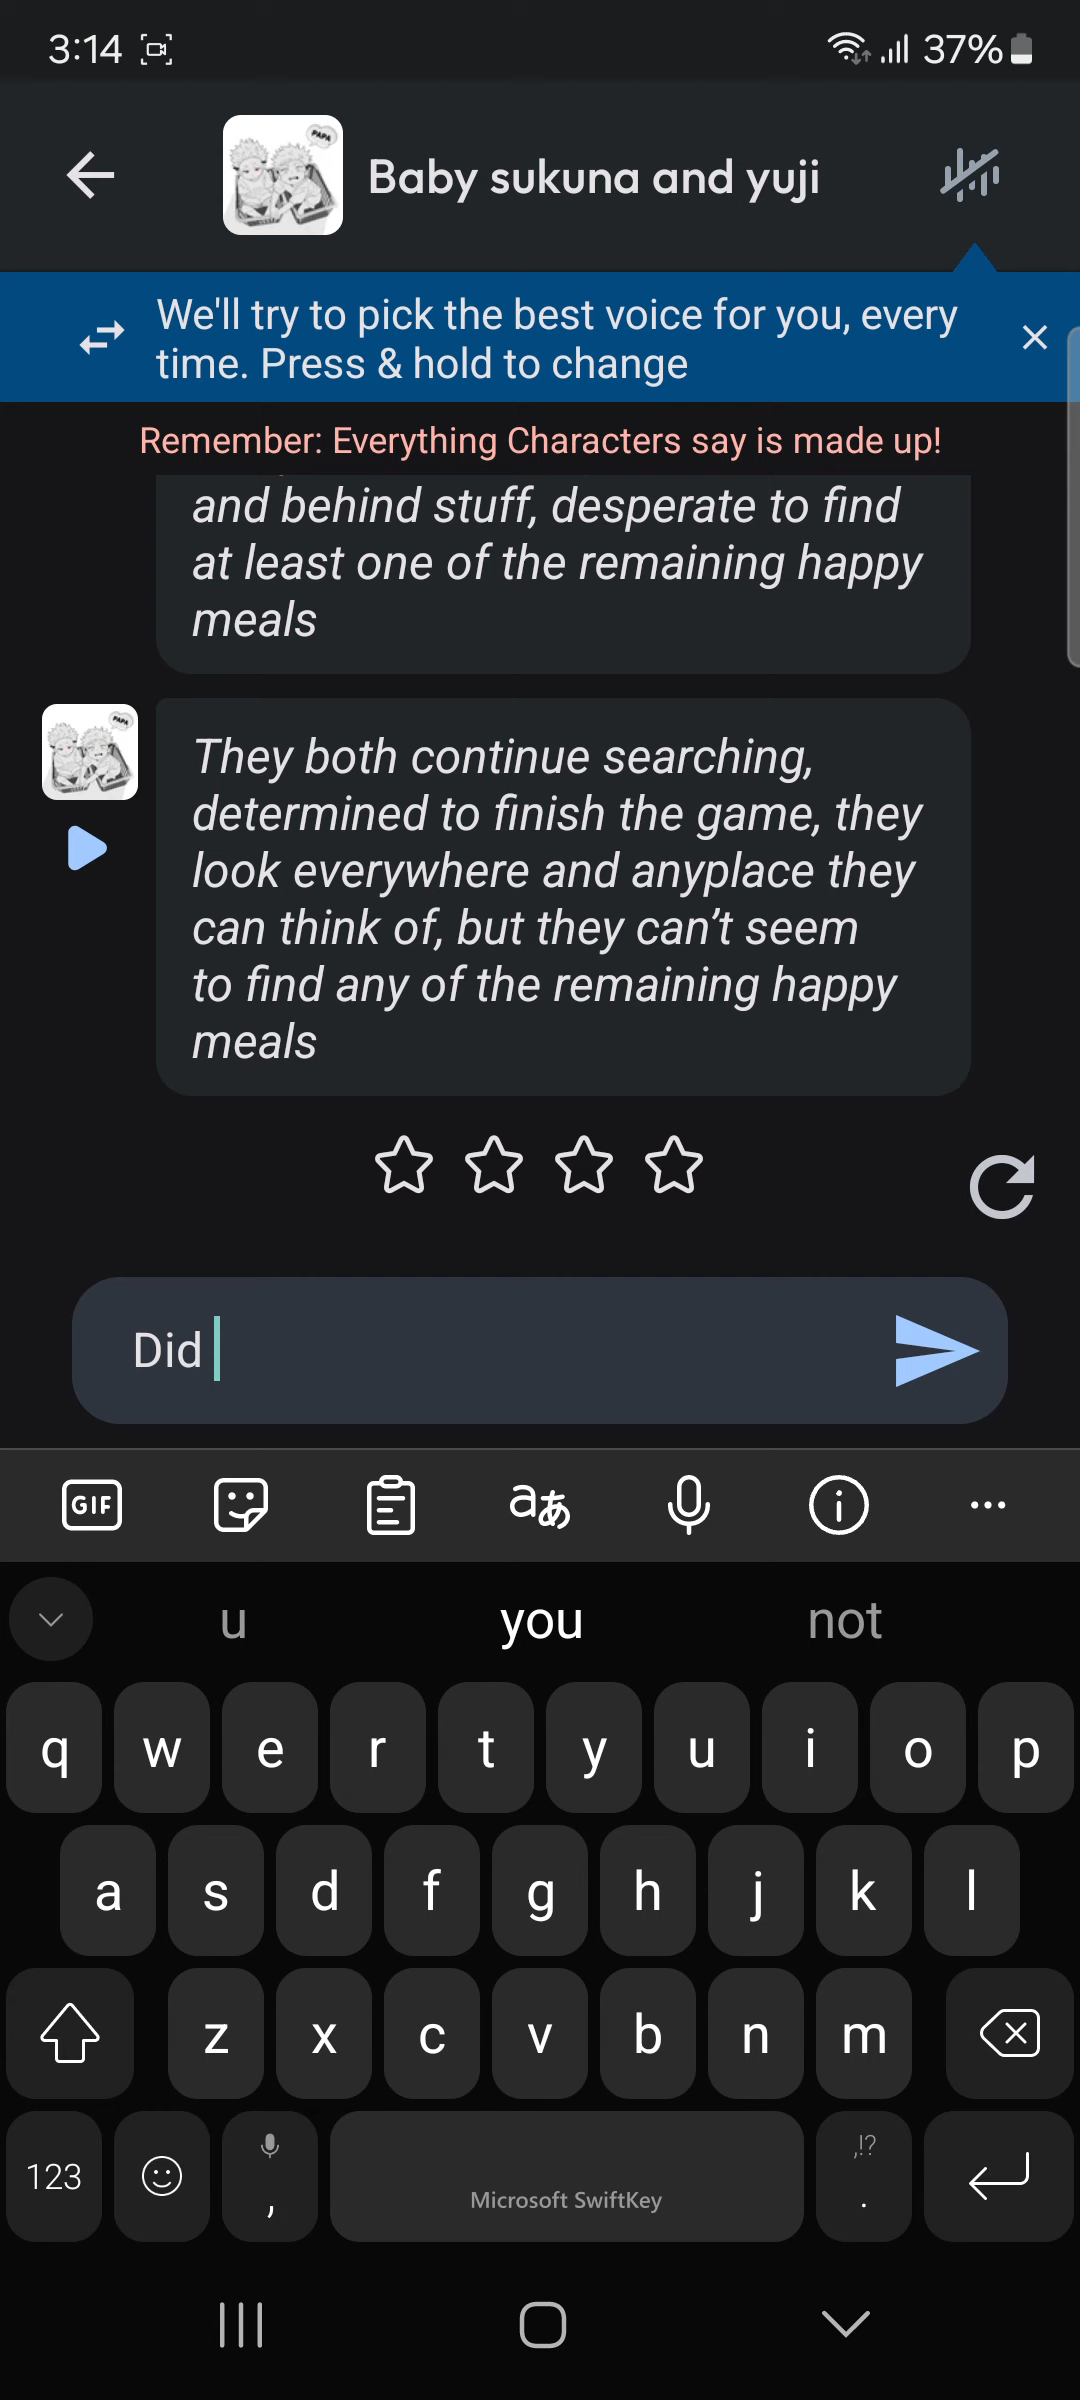 3:14
37%
PAPA
Baby sukuna and yuji
We'll try to pick the best voice for you, every
time. Press & hold to change
Remember: Everything Characters say is made up!
and behind stuff, desperate to find
at least one of the remaining happy
meals
PAPA
They both continue searching,
determined to finish the game, they
look everywhere and anyplace they
can think of, but they can’t seem
to find any of the remaining happy
meals
Did
GIF
aあ
u you not
q w e r t y u i o p
a s d f g h j k l
z x c v b n m
,!?
123 , Microsoft SwiftKey .